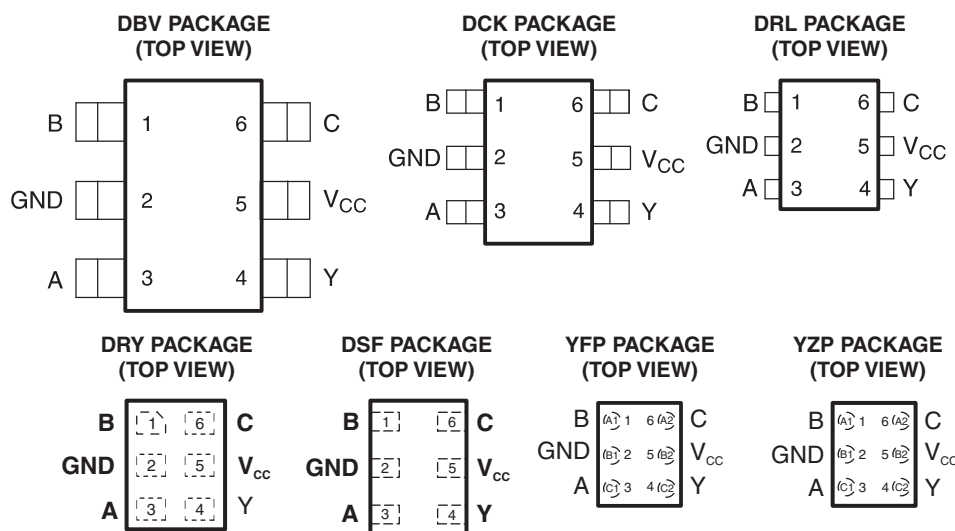 DBV PACKAGE
(TOP VIEW)
B 1 6 C
GND 2 5 VCC
A 3 4 Y
DCK PACKAGE
(TOP VIEW)
B 1 6 C
GND 2 5 VCC
A 3 4 Y
DRL PACKAGE
(TOP VIEW)
B 1 6 C
GND 2 5 VCC
A 3 4 Y
DRY PACKAGE
(TOP VIEW)
B 1 6 C
GND 2 5 VCC
A 3 4 Y
DSF PACKAGE
(TOP VIEW)
B 1 6 C
GND 2 5 VCC
A 3 4 Y
YFP PACKAGE
(TOP VIEW)
B A1 1 6 A2 C
GND B1 2 5 B2 VCC
A C1 3 4 C2 Y
YZP PACKAGE
(TOP VIEW)
B A1 1 6 A2 C
GND B1 2 5 B2 VCC
A C1 3 4 C2 Y